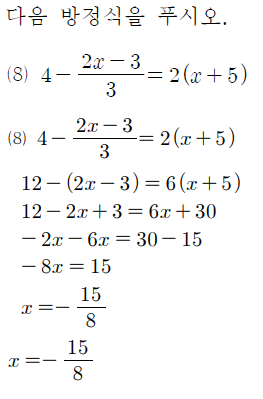 다음 방정식을 푸시오.
(8) 4 − (2x − 3)/3 = 2(x + 5)
(8) 4 − (2x − 3)/3 = 2(x + 5)
12 − (2x − 3) = 6(x + 5)
12 − 2x + 3 = 6x + 30
− 2x − 6x = 30 − 15
− 8x = 15
x = − 15/8
x = − 15/8